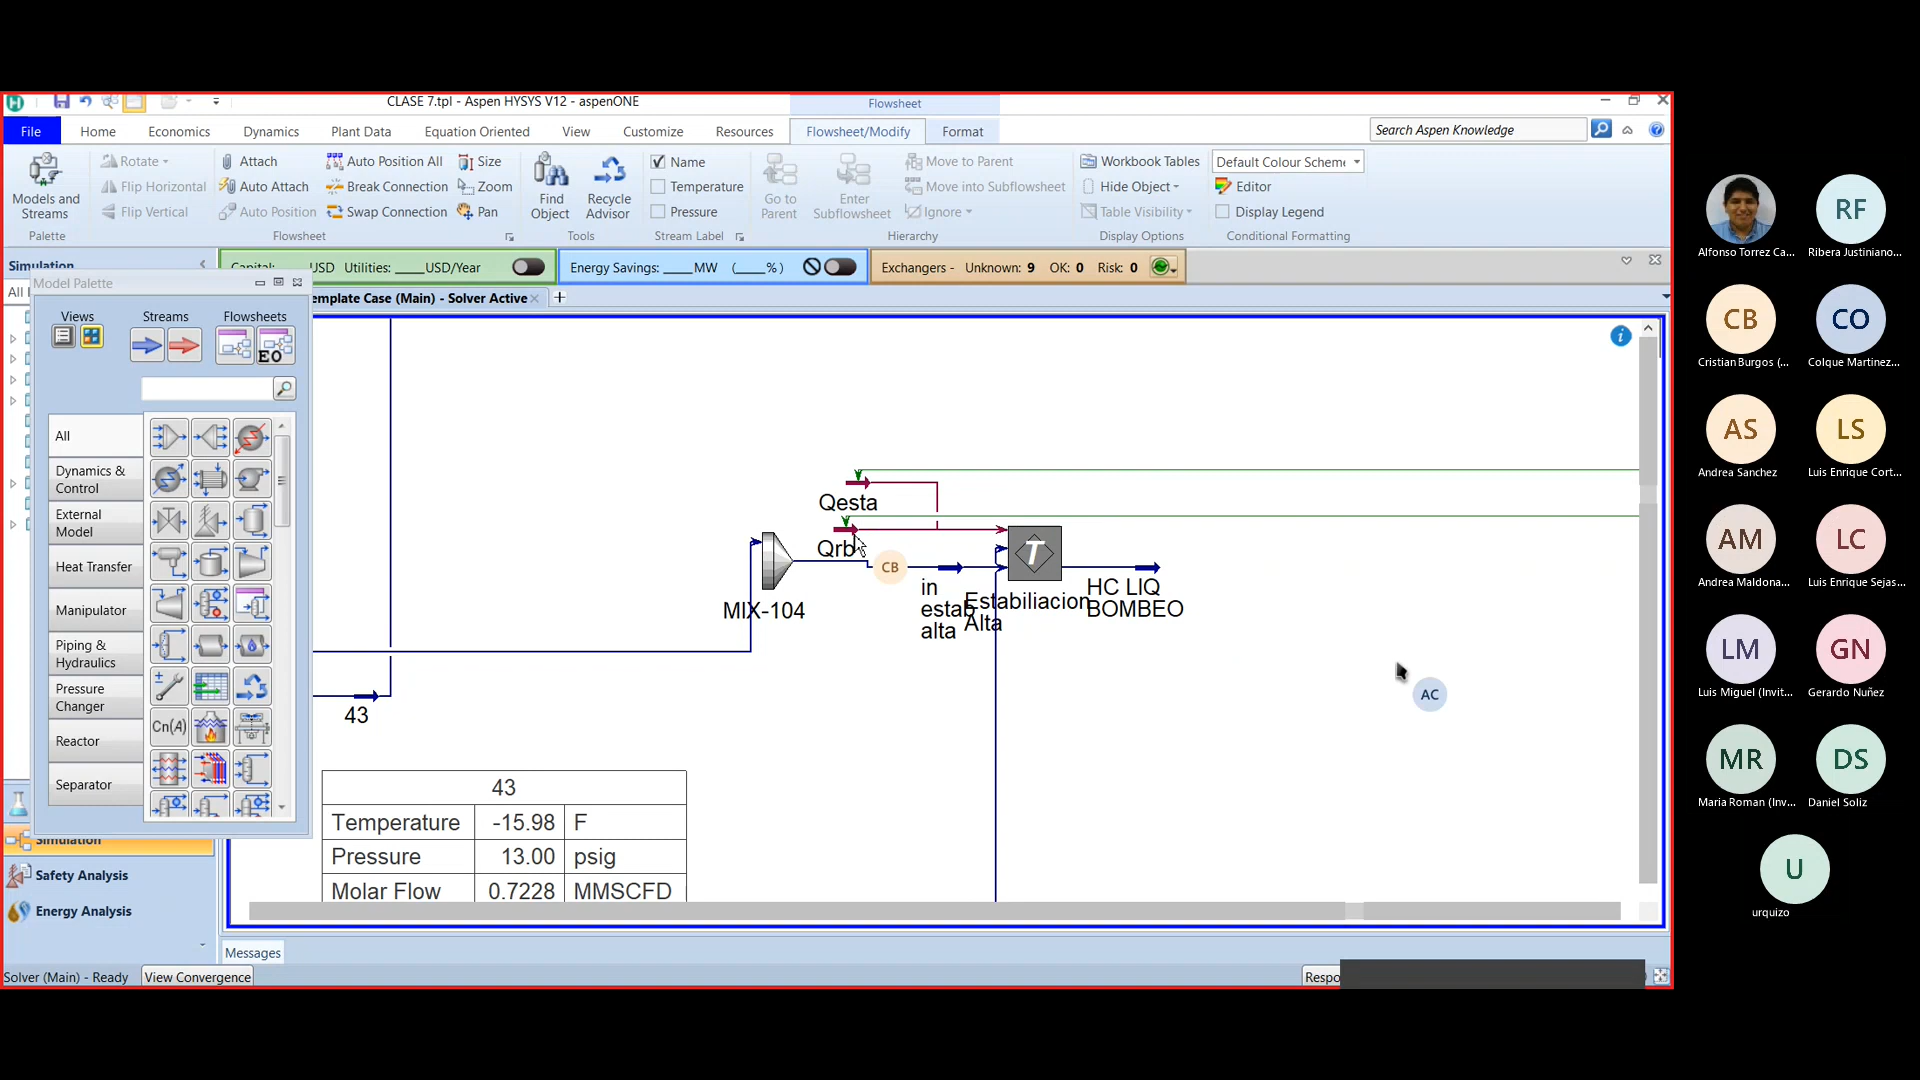 CLASE 7.tpl - Aspen HYSYS V12 - aspenONE
Flowsheet
File
Home
Economics
Dynamics
Plant Data
Equation Oriented
View
Customize
Resources
Flowsheet/Modify
Format
Search Aspen Knowledge
Models and Streams
Palette
Rotate
Flip Horizontal
Flip Vertical
Attach
Auto Attach
Auto Position
Auto Position All
Break Connection
Swap Connection
Size
Zoom
Pan
Flowsheet
Find Object
Recycle Advisor
Tools
Name
Temperature
Pressure
Stream Label
Go to Parent
Enter Subflowsheet
Move to Parent
Move into Subflowsheet
Ignore
Hierarchy
Workbook Tables
Hide Object
Table Visibility
Display Options
Default Colour Scheme
Editor
Display Legend
Conditional Formatting
Simulation
Capital: USD Utilities: ____USD/Year
Energy Savings: ____MW (____%)
Exchangers - Unknown: 9 OK: 0 Risk: 0
All
emplate Case (Main) - Solver Active
Model Palette
Views
Streams
Flowsheets
EO
All
Dynamics & Control
External Model
Heat Transfer
Manipulator
Piping & Hydraulics
Pressure Changer
Reactor
Separator
Cn(A)
Qesta
Qrb
CB
T
MIX-104
in estab alta
Estabiliacion Alta
HC LIQ BOMBEO
AC
43
43
Temperature -15.98 F
Pressure 13.00 psig
Molar Flow 0.7228 MMSCFD
Simulation
Safety Analysis
Energy Analysis
Messages
Solver (Main) - Ready
View Convergence
Respo
Alfonso Torrez Ca...
RF
Ribera Justiniano...
CB
Cristian Burgos (...
CO
Colque Martinez...
AS
Andrea Sanchez
LS
Luis Enrique Cort...
AM
Andrea Maldona...
LC
Luis Enrique Sejas...
LM
Luis Miguel (Invit...
GN
Gerardo Nuñez
MR
Maria Roman (Inv...
DS
Daniel Soliz
U
urquizo